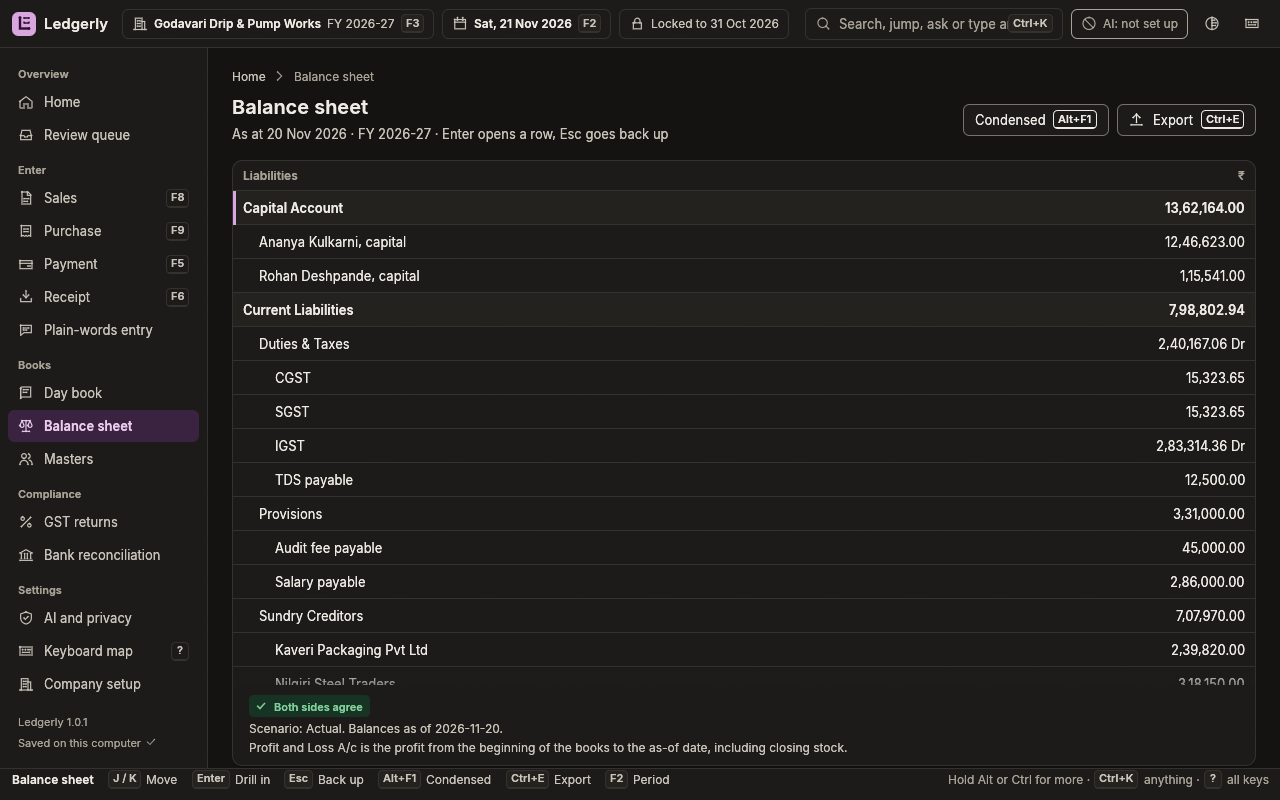 Ledgerly
Godavari Drip & Pump Works FY 2026-27 F3
Sat, 21 Nov 2026 F2
Locked to 31 Oct 2026
Search, jump, ask or type a Ctrl+K
AI: not set up
Overview
Home
Review queue
Enter
Sales F8
Purchase F9
Payment F5
Receipt F6
Plain-words entry
Books
Day book
Balance sheet
Masters
Compliance
GST returns
Bank reconciliation
Settings
AI and privacy
Keyboard map ?
Company setup
Ledgerly 1.0.1
Saved on this computer
Home > Balance sheet
Balance sheet
As at 20 Nov 2026 · FY 2026-27 · Enter opens a row, Esc goes back up
Condensed Alt+F1
Export Ctrl+E
Liabilities ₹
Capital Account 13,62,164.00
Ananya Kulkarni, capital 12,46,623.00
Rohan Deshpande, capital 1,15,541.00
Current Liabilities 7,98,802.94
Duties & Taxes 2,40,167.06 Dr
CGST 15,323.65
SGST 15,323.65
IGST 2,83,314.36 Dr
TDS payable 12,500.00
Provisions 3,31,000.00
Audit fee payable 45,000.00
Salary payable 2,86,000.00
Sundry Creditors 7,07,970.00
Kaveri Packaging Pvt Ltd 2,39,820.00
Nilgiri Steel Traders 3,18,150.00
Both sides agree
Scenario: Actual. Balances as of 2026-11-20.
Profit and Loss A/c is the profit from the beginning of the books to the as-of date, including closing stock.
Balance sheet J / K Move Enter Drill in Esc Back up Alt+F1 Condensed Ctrl+E Export F2 Period Hold Alt or Ctrl for more · Ctrl+K anything · ? all keys